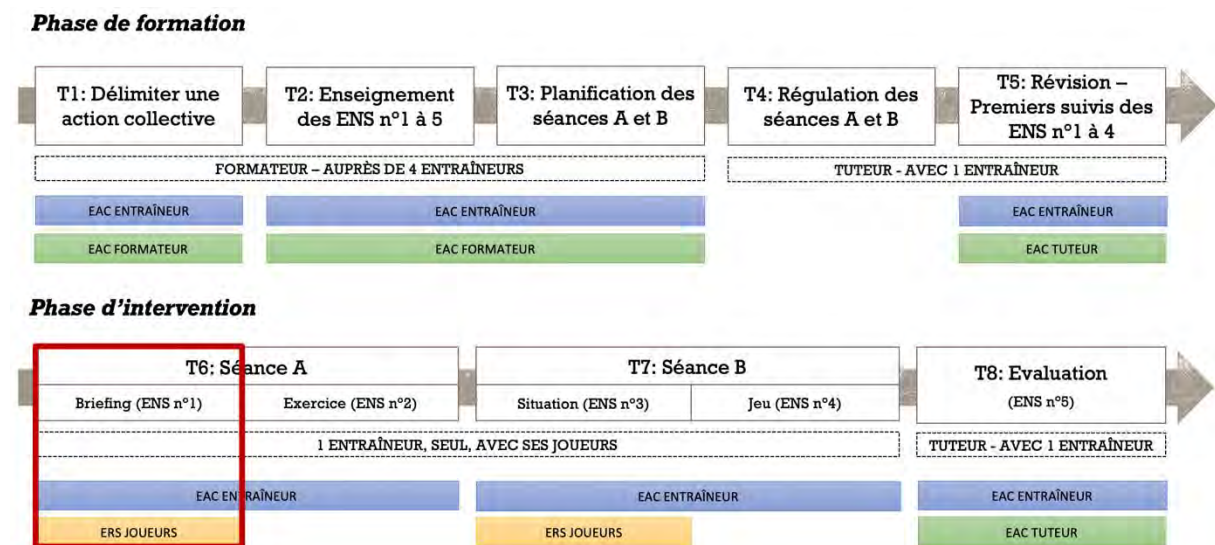 Phase de formation
T1: Délimiter une
action collective
T2: Enseignement
des ENS n°1 à 5
T3: Planification des
séances A et B
T4: Régulation des
séances A et B
T5: Révision –
Premiers suivis des
ENS n°1 à 4
FORMATEUR – AUPRÈS DE 4 ENTRAÎNEURS
TUTEUR - AVEC 1 ENTRAÎNEUR
EAC ENTRAÎNEUR
EAC ENTRAÎNEUR
EAC ENTRAÎNEUR
EAC FORMATEUR
EAC FORMATEUR
EAC TUTEUR
Phase d’intervention
T6: Séance A
T7: Séance B
T8: Evaluation
(ENS n°5)
Briefing (ENS n°1)
Exercice (ENS n°2)
Situation (ENS n°3)
Jeu (ENS n°4)
1 ENTRAÎNEUR, SEUL, AVEC SES JOUEURS
TUTEUR - AVEC 1 ENTRAÎNEUR
EAC ENTRAÎNEUR
EAC ENTRAÎNEUR
EAC ENTRAÎNEUR
ERS JOUEURS
ERS JOUEURS
EAC TUTEUR